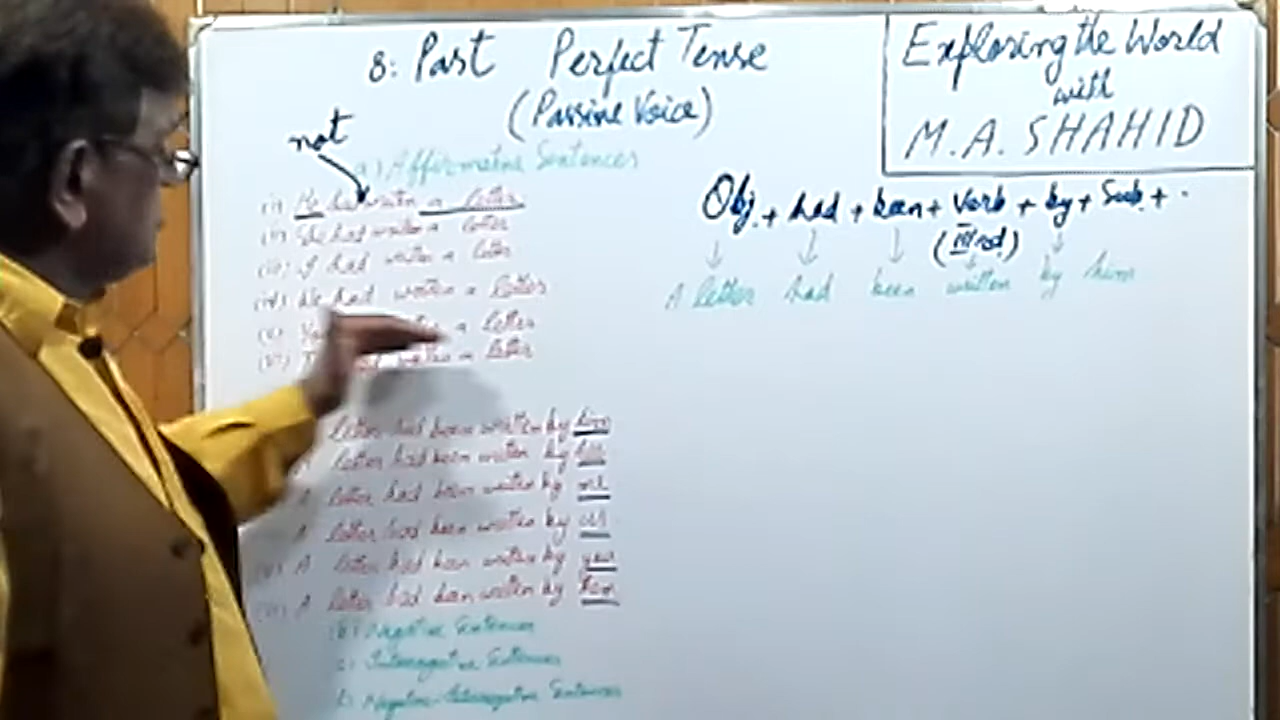 8: Past Perfect Tense
(Passive Voice)
Exploring the World
with
M.A. SHAHID
not
a) Affirmative Sentences
(i) He had written a letter
(ii) She had written a letter
(iii) I had written a letter
(iv) We had written a letter
(v) written a letter
(vi) had written a letter
letter had been written by him
letter had been written by her
A letter had been written by me
A letter had been written by us
(v) A letter had been written by you
(vi) A letter had been written by them
(b) Negative Sentences
c) Interrogative Sentences
Negative-Interrogative Sentences
Obj. + had + been + Verb + by + Sub. + .
(IIIrd.)
A letter had been written by him